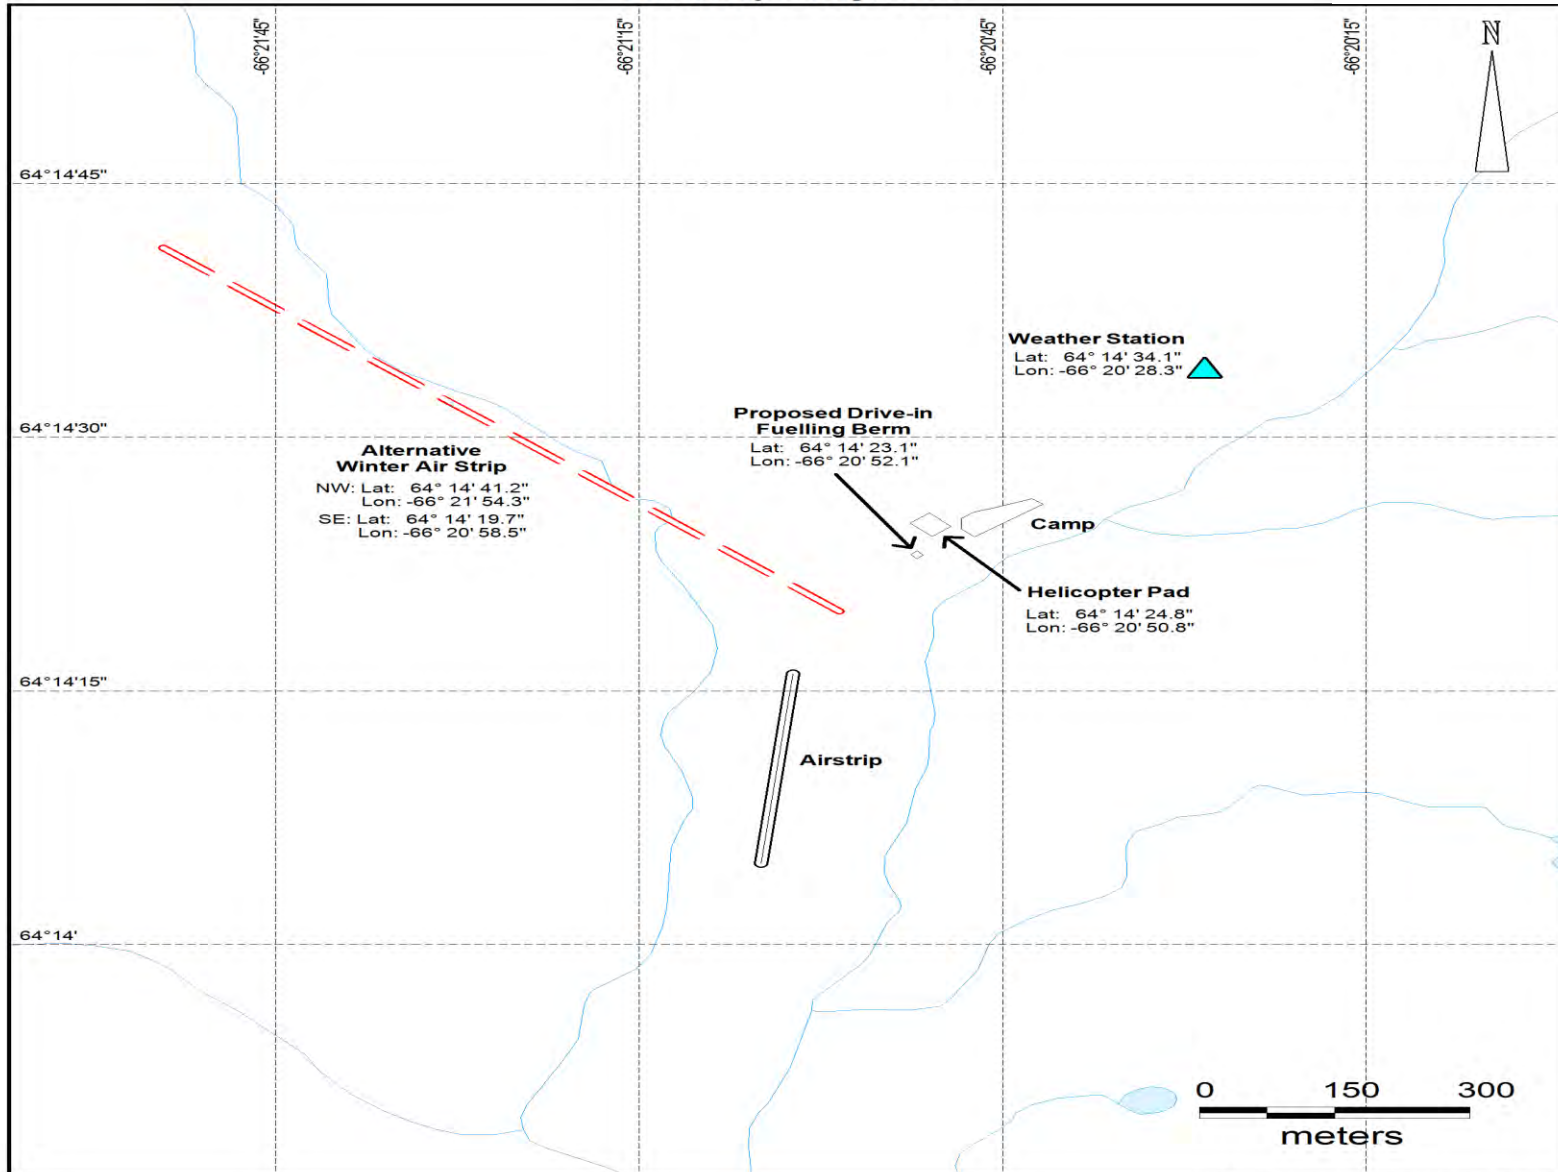 -66°21'45"
-66°21'15"
-66°20'45"
-66°20'15"
N
64°14'45"
Weather Station
Lat: 64° 14' 34.1"
Lon: -66° 20' 28.3"
Proposed Drive-in
Fuelling Berm
Lat: 64° 14' 23.1"
Lon: -66° 20' 52.1"
64°14'30"
Alternative
Winter Air Strip
NW: Lat: 64° 14' 41.2"
Lon: -66° 21' 54.3"
SE: Lat: 64° 14' 19.7"
Lon: -66° 20' 58.5"
Camp
Helicopter Pad
Lat: 64° 14' 24.8"
Lon: -66° 20' 50.8"
64°14'15"
Airstrip
64°14'
0 150 300
meters